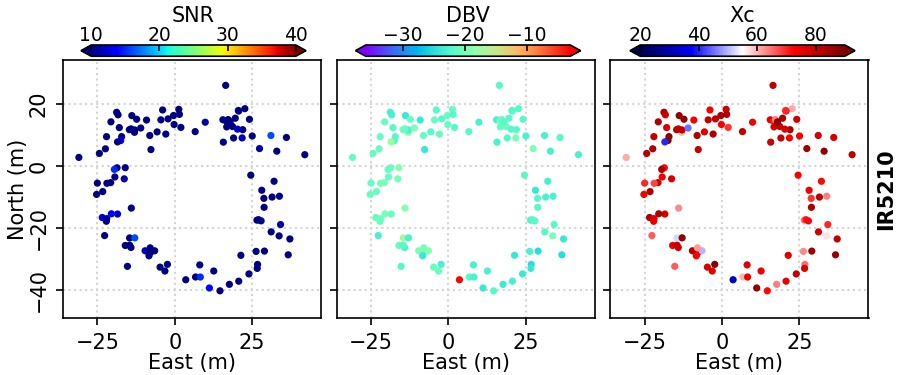 SNR DBV Xc
10 20 30 40 −30 −20 −10 20 40 60 80
20
0
−20
−40
North (m)
−25 0 25 −25 0 25 −25 0 25
East (m) East (m) East (m)
IR5210